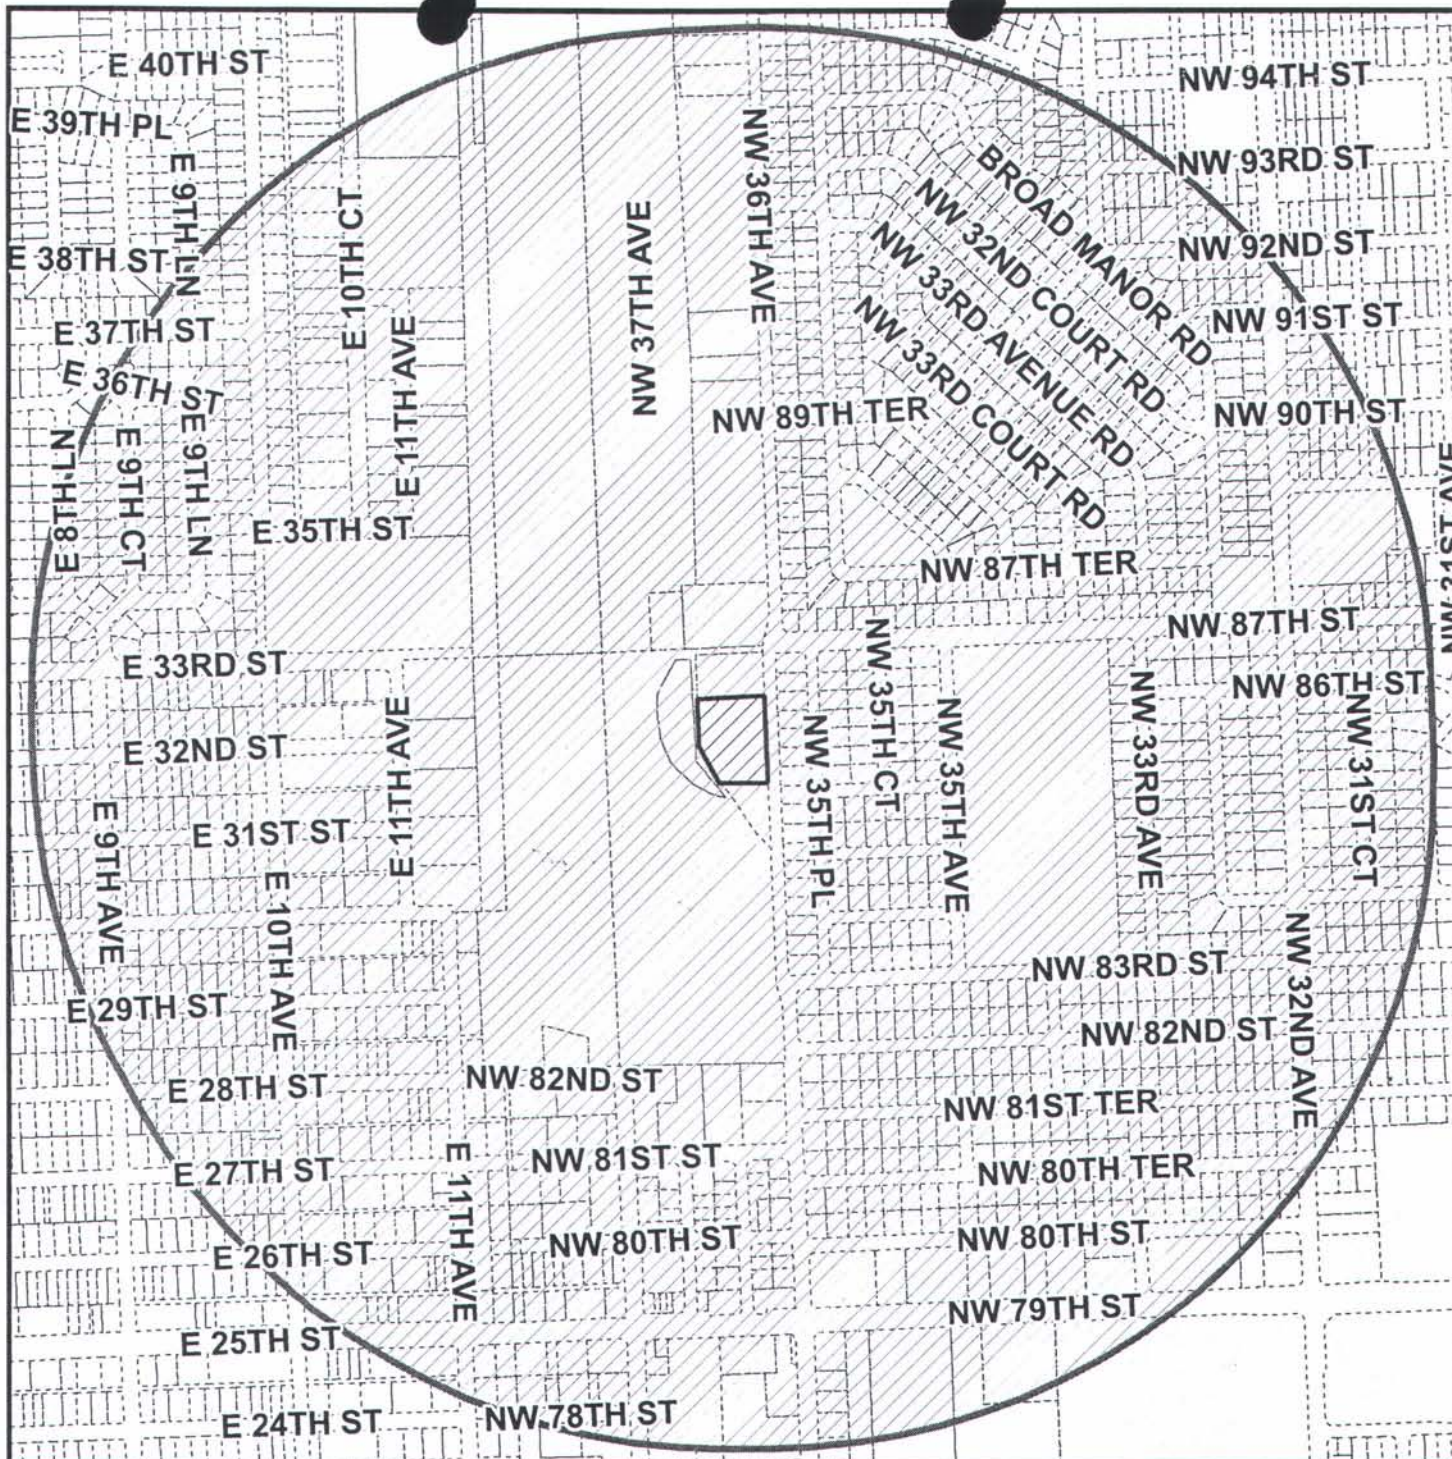 E 40TH ST
NW 94TH ST
E 39TH PL
NW 36TH AVE
BROAD MANOR RD
NW 93RD ST
E 9TH LN
E 10TH CT
NW 37TH AVE
NW 32ND COURT RD
NW 92ND ST
E 38TH ST
NW 33RD AVENUE RD
NW 33RD COURT RD
NW 91ST ST
E 37TH ST
E 11TH AVE
E 36TH ST
NW 89TH TER
NW 90TH ST
E 8TH LN
E 9TH CT
E 9TH LN
NW 31ST AVE
E 35TH ST
NW 87TH TER
NW 87TH ST
E 33RD ST
NW 35TH CT
NW 86TH ST
E 11TH AVE
NW 35TH PL
NW 35TH AVE
NW 33RD AVE
NW 31ST CT
E 32ND ST
E 9TH AVE
E 31ST ST
E 10TH AVE
NW 83RD ST
NW 32ND AVE
E 29TH ST
NW 82ND ST
E 28TH ST
NW 82ND ST
NW 81ST TER
E 27TH ST
E 11TH AVE
NW 81ST ST
NW 80TH TER
E 26TH ST
NW 80TH ST
NW 80TH ST
E 25TH ST
NW 79TH ST
E 24TH ST
NW 78TH ST